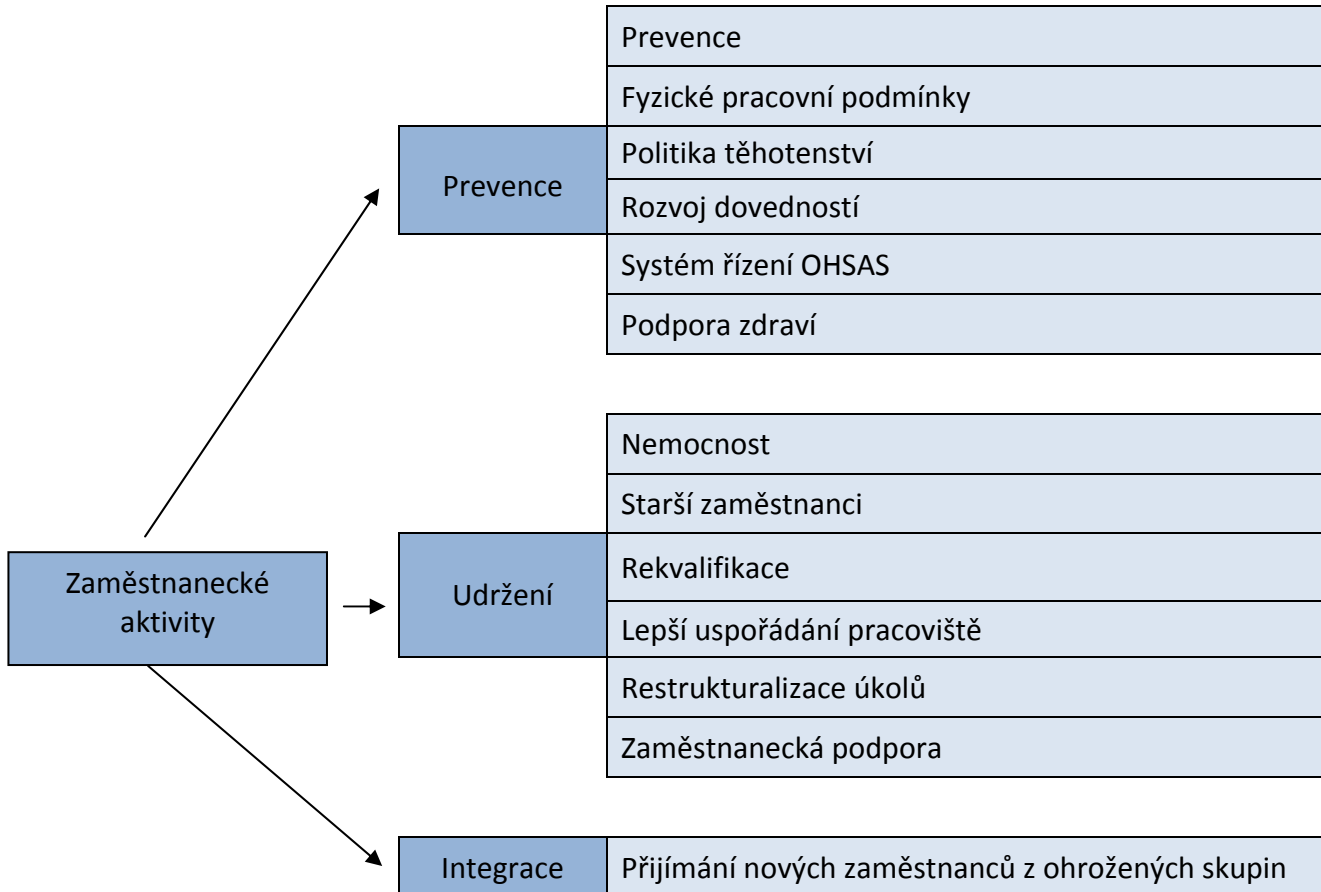 Zaměstnanecké
aktivity
Prevence
Prevence
Fyzické pracovní podmínky
Politika těhotenství
Rozvoj dovedností
Systém řízení OHSAS
Podpora zdraví
Udržení
Nemocnost
Starší zaměstnanci
Rekvalifikace
Lepší uspořádání pracoviště
Restrukturalizace úkolů
Zaměstnanecká podpora
Integrace
Přijímání nových zaměstnanců z ohrožených skupin